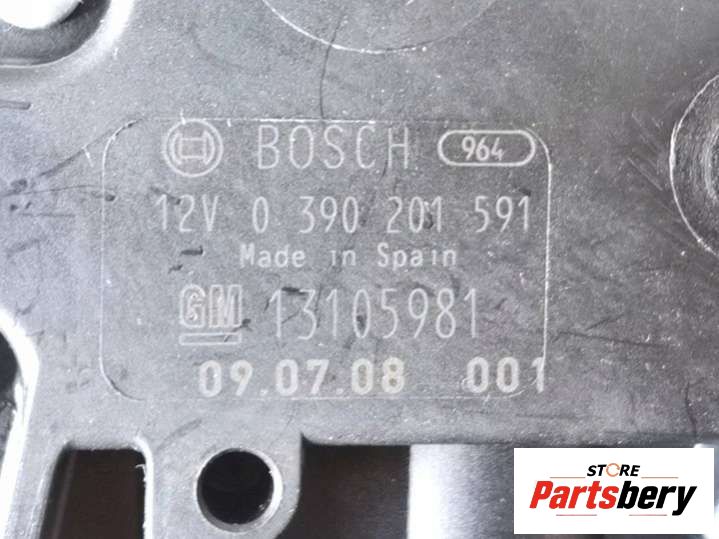 BOSCH 964
12V 0 390 201 591
Made in Spain
GM 13105981
09.07.08 001
STORE
Partsbery